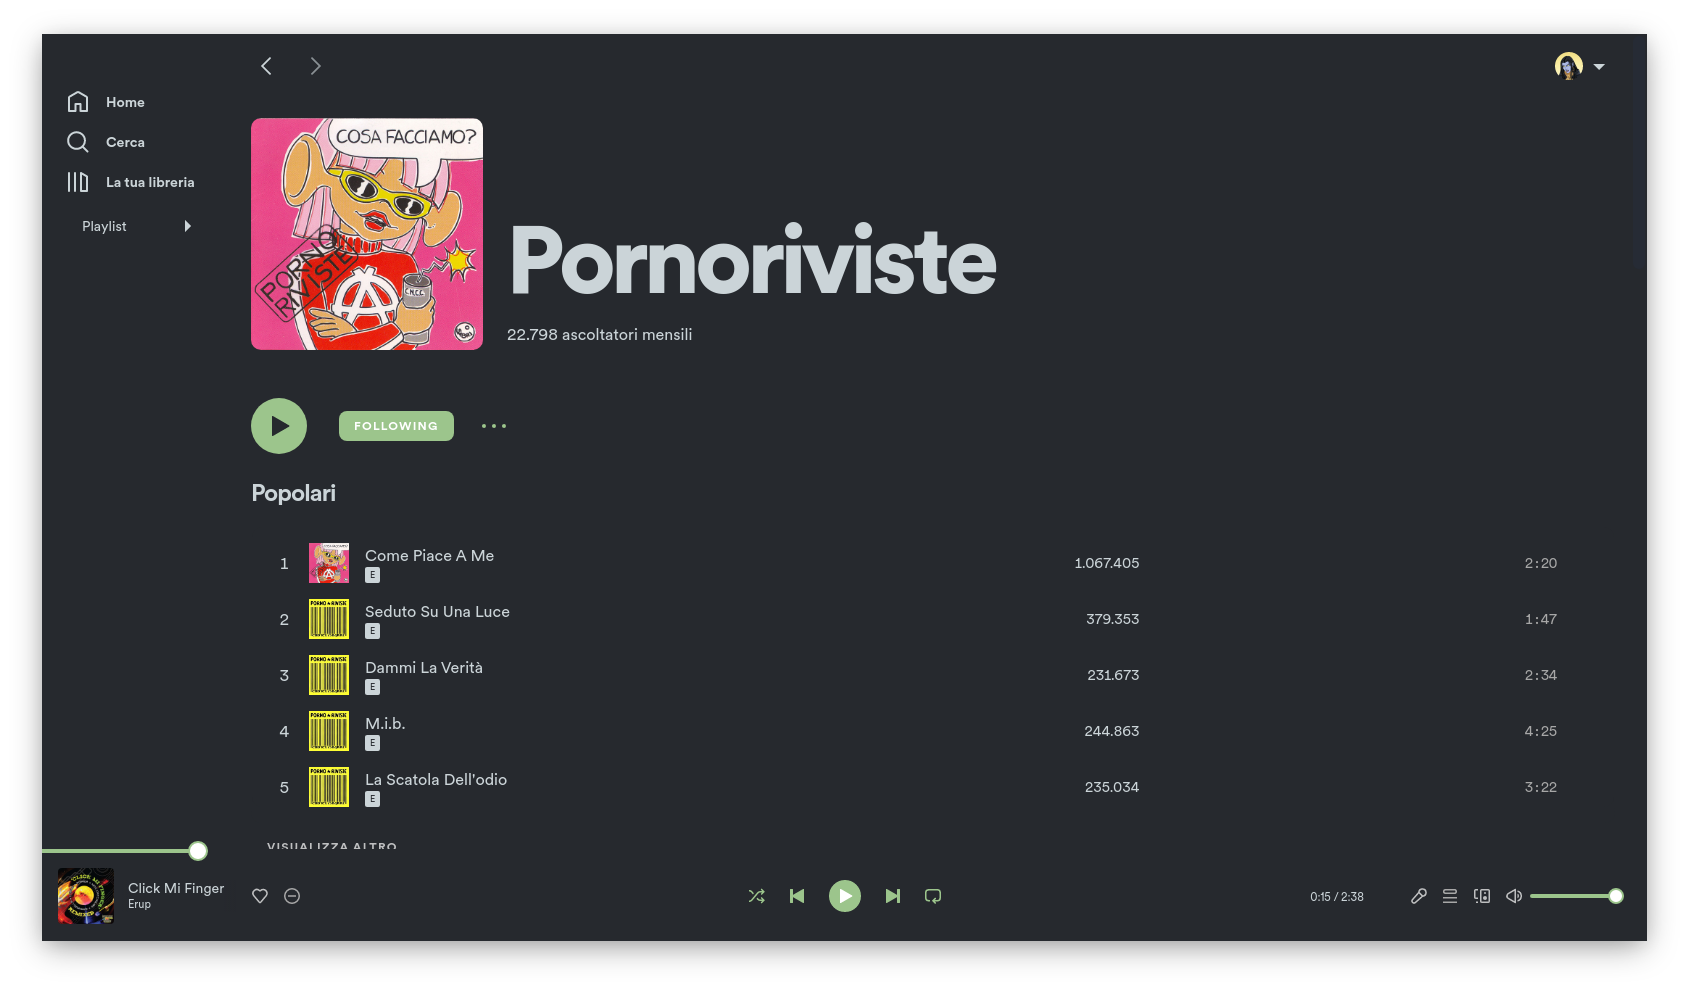 Home
Cerca
La tua libreria
Playlist
COSA FACCIAMO?
PORNO
RIVISTE
Pornoriviste
22.798 ascoltatori mensili
FOLLOWING
Popolari
1 Come Piace A Me 1.067.405 2:20
E
2 Seduto Su Una Luce 379.353 1:47
E
3 Dammi La Verità 231.673 2:34
E
4 M.i.b. 244.863 4:25
E
5 La Scatola Dell'odio 235.034 3:22
E
VISUALIZZA ALTRO
Click Mi Finger
Erup
0:15 / 2:38